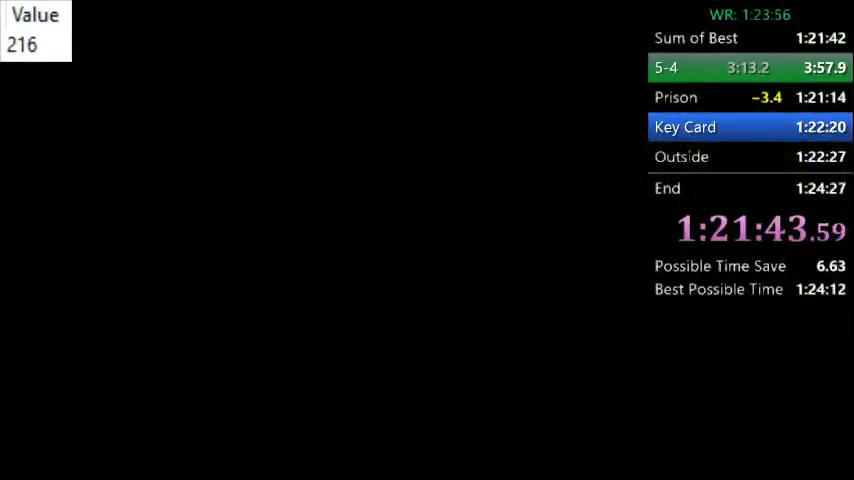 Value
216
WR: 1:23:56
Sum of Best 1:21:42
5-4 3:13.2 3:57.9
Prison −3.4 1:21:14
Key Card 1:22:20
Outside 1:22:27
End 1:24:27
1:21:43.59
Possible Time Save 6.63
Best Possible Time 1:24:12